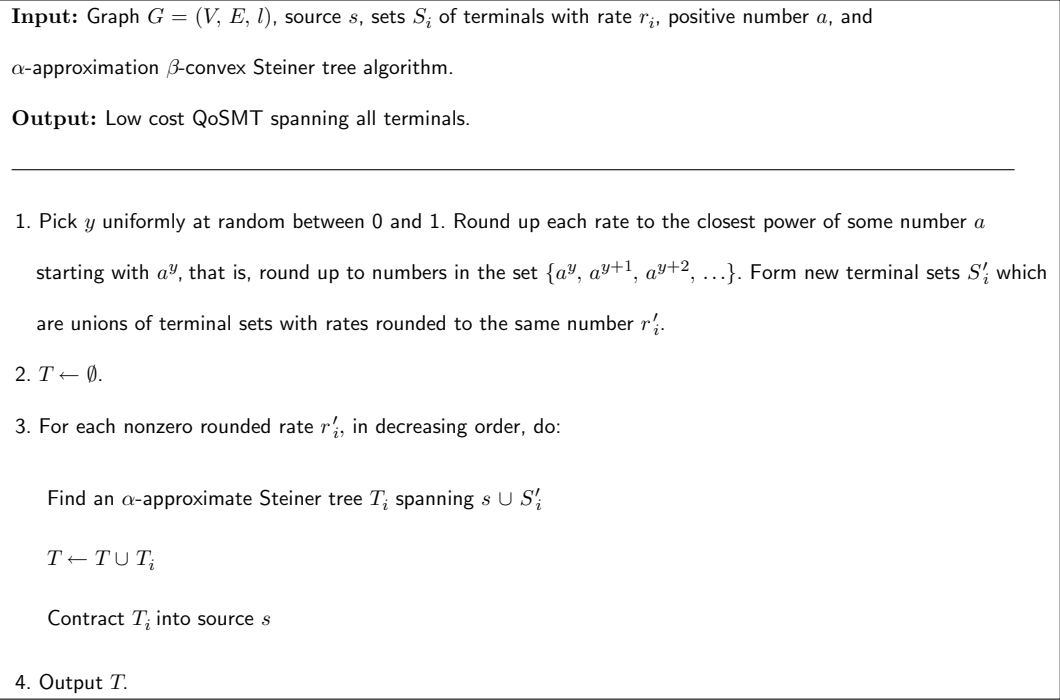 Input: Graph G = (V, E, l), source s, sets S_i of terminals with rate r_i, positive number a, and
α-approximation β-convex Steiner tree algorithm.
Output: Low cost QoSMT spanning all terminals.
1. Pick y uniformly at random between 0 and 1. Round up each rate to the closest power of some number a
starting with a^y, that is, round up to numbers in the set {a^y, a^{y+1}, a^{y+2}, ...}. Form new terminal sets S'_i which
are unions of terminal sets with rates rounded to the same number r'_i.
2. T ← ∅.
3. For each nonzero rounded rate r'_i, in decreasing order, do:
Find an α-approximate Steiner tree T_i spanning s ∪ S'_i
T ← T ∪ T_i
Contract T_i into source s
4. Output T.